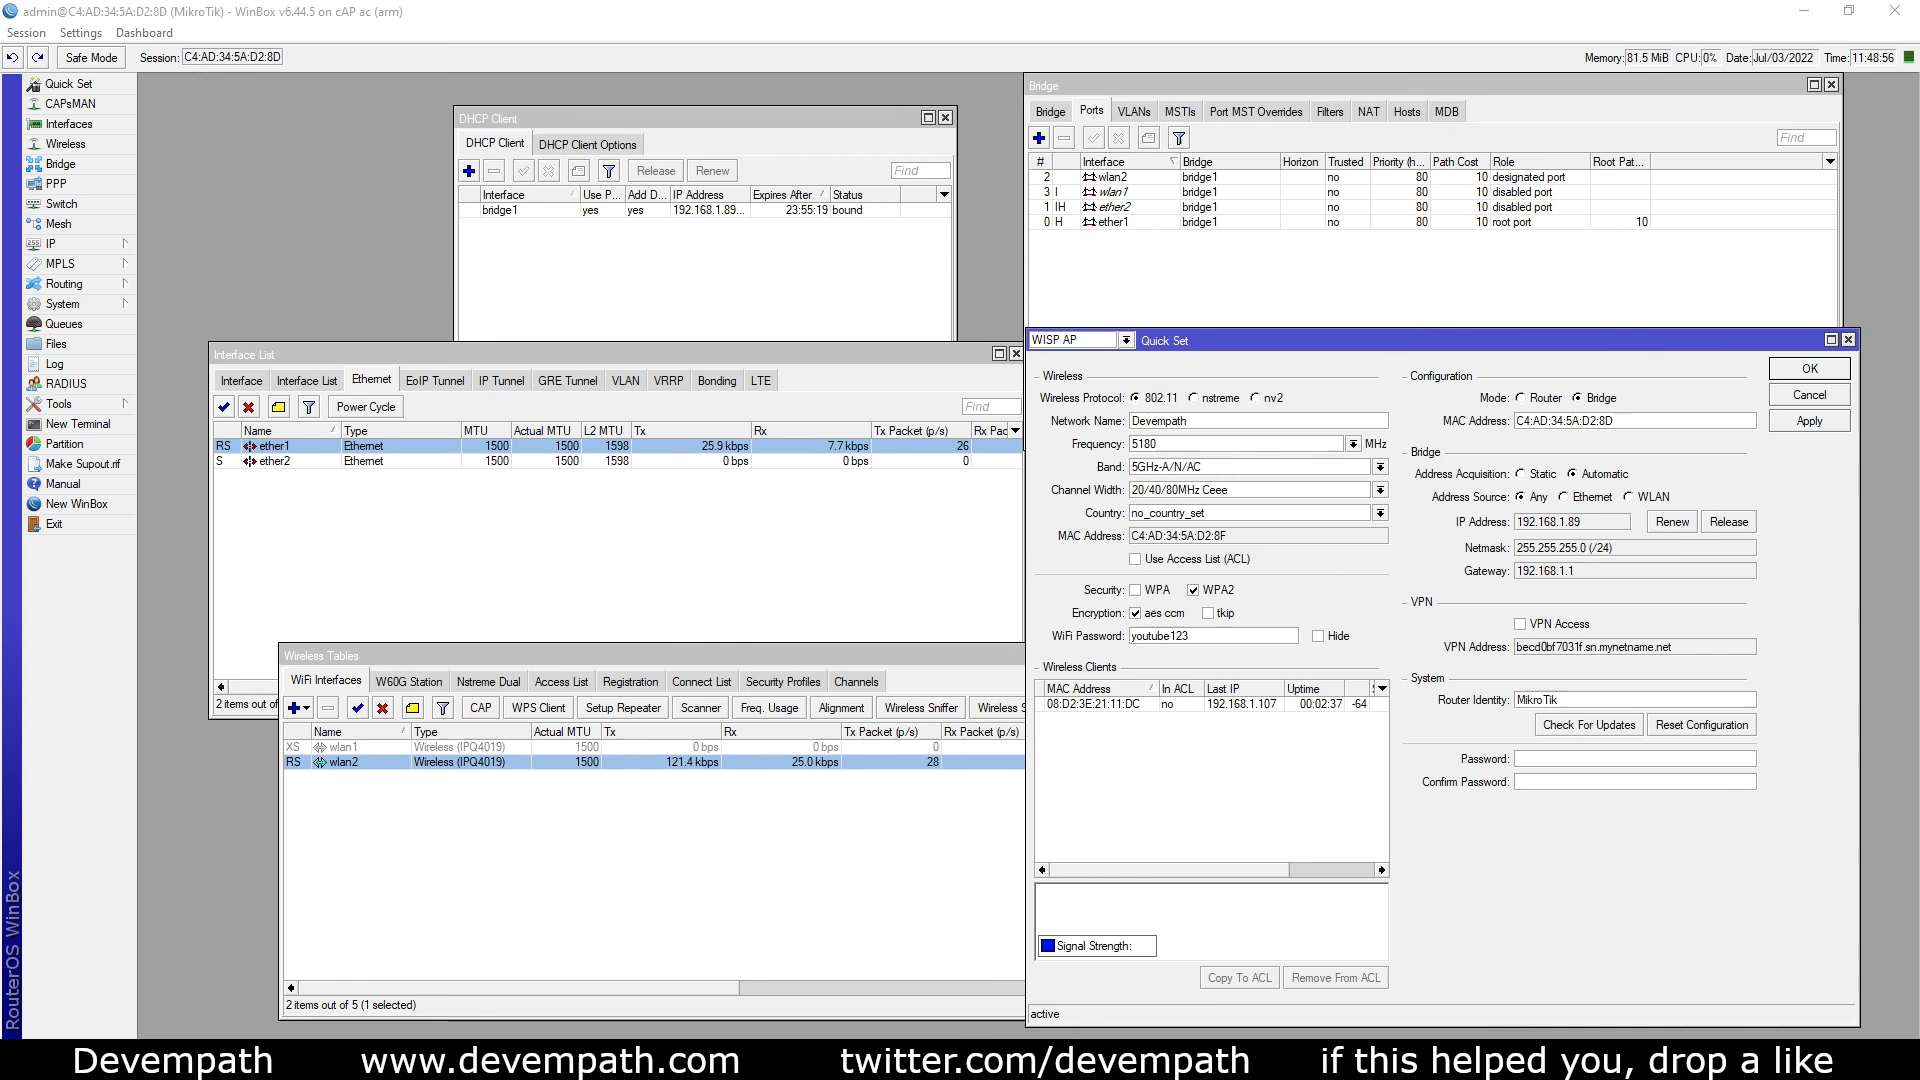 admin@C4:AD:34:5A:D2:8D (MikroTik) - WinBox v6.44.5 on cAP ac (arm)
Session Settings Dashboard
Safe Mode Session: C4:AD:34:5A:D2:8D Memory: 81.5 MiB CPU: 0% Date: Jul/03/2022 Time: 11:48:56
Quick Set
CAPsMAN
Interfaces
Wireless
Bridge
PPP
Switch
Mesh
IP
MPLS
Routing
System
Queues
Files
Log
RADIUS
Tools
New Terminal
Partition
Make Supout.rif
Manual
New WinBox
Exit
RouterOS WinBox
DHCP Client
DHCP Client DHCP Client Options
Release Renew Find
Interface Use P... Add D... IP Address Expires After Status
bridge1 yes yes 192.168.1.89... 23:55:19 bound
Bridge
Bridge Ports VLANs MSTIs Port MST Overrides Filters NAT Hosts MDB
Find
# Interface Bridge Horizon Trusted Priority (h... Path Cost Role Root Pat...
2 wlan2 bridge1 no 80 10 designated port
3 I wlan1 bridge1 no 80 10 disabled port
1 IH ether2 bridge1 no 80 10 disabled port
0 H ether1 bridge1 no 80 10 root port 10
Interface List
Interface Interface List Ethernet EoIP Tunnel IP Tunnel GRE Tunnel VLAN VRRP Bonding LTE
Power Cycle Find
Name Type MTU Actual MTU L2 MTU Tx Rx Tx Packet (p/s) Rx Pac
RS ether1 Ethernet 1500 1500 1598 25.9 kbps 7.7 kbps 26
S ether2 Ethernet 1500 1500 1598 0 bps 0 bps 0
2 items out of
Wireless Tables
WiFi Interfaces W60G Station Nstreme Dual Access List Registration Connect List Security Profiles Channels
CAP WPS Client Setup Repeater Scanner Freq. Usage Alignment Wireless Sniffer Wireless S
Name Type Actual MTU Tx Rx Tx Packet (p/s) Rx Packet (p/s)
XS wlan1 Wireless (IPQ4019) 1500 0 bps 0 bps 0
RS wlan2 Wireless (IPQ4019) 1500 121.4 kbps 25.0 kbps 28
2 items out of 5 (1 selected)
WISP AP Quick Set
Wireless
Wireless Protocol: 802.11 nstreme nv2
Network Name: Devempath
Frequency: 5180 MHz
Band: 5GHz-A/N/AC
Channel Width: 20/40/80MHz Ceee
Country: no_country_set
MAC Address: C4:AD:34:5A:D2:8F
Use Access List (ACL)
Security: WPA WPA2
Encryption: aes ccm tkip
WiFi Password: youtube123 Hide
Wireless Clients
MAC Address In ACL Last IP Uptime
08:D2:3E:21:11:DC no 192.168.1.107 00:02:37 -64
Signal Strength:
Copy To ACL Remove From ACL
active
Configuration
Mode: Router Bridge
MAC Address: C4:AD:34:5A:D2:8D
Bridge
Address Acquisition: Static Automatic
Address Source: Any Ethernet WLAN
IP Address: 192.168.1.89 Renew Release
Netmask: 255.255.255.0 (/24)
Gateway: 192.168.1.1
VPN
VPN Access
VPN Address: becd0bf7031f.sn.mynetname.net
System
Router Identity: MikroTik
Check For Updates Reset Configuration
Password:
Confirm Password:
OK
Cancel
Apply
Devempath www.devempath.com twitter.com/devempath if this helped you, drop a like